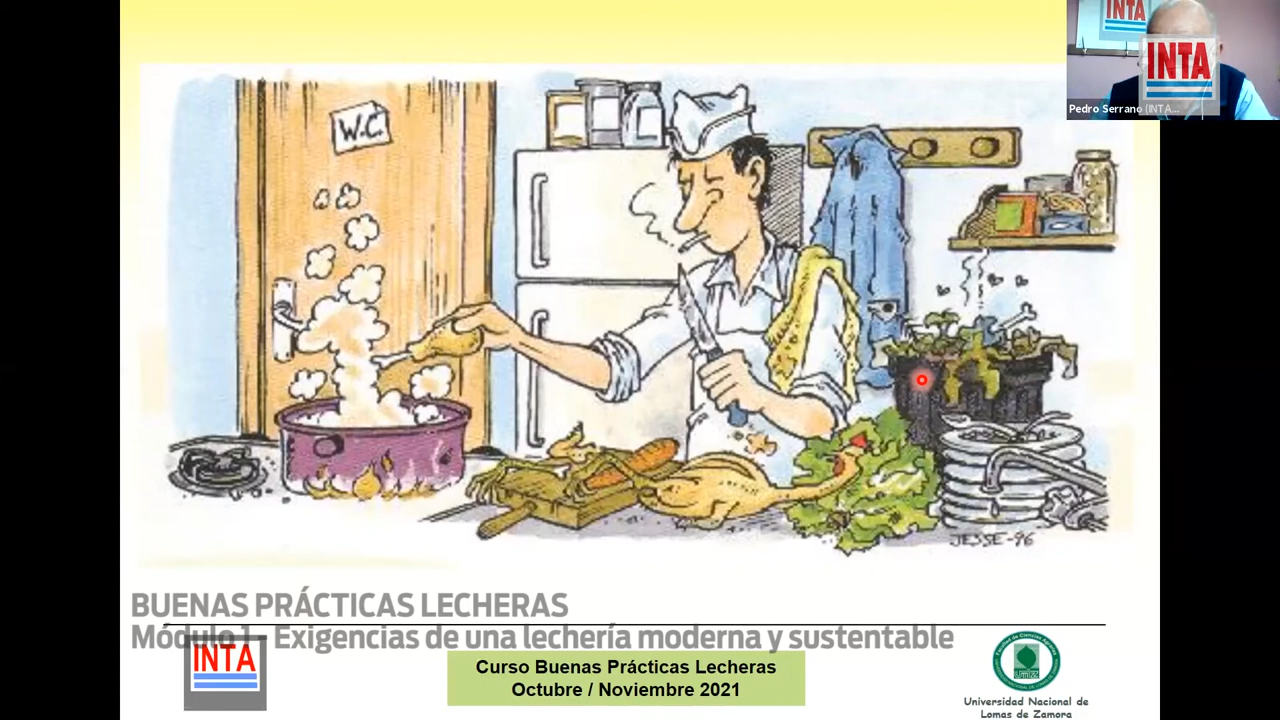 INTA
INTA
Pedro Serrano (INTA...
W.C.
JESSE-96
BUENAS PRÁCTICAS LECHERAS
Módulo 1 - Exigencias de una lechería moderna y sustentable
INTA
Curso Buenas Prácticas Lecheras
Octubre / Noviembre 2021
Universidad Nacional de
Lomas de Zamora